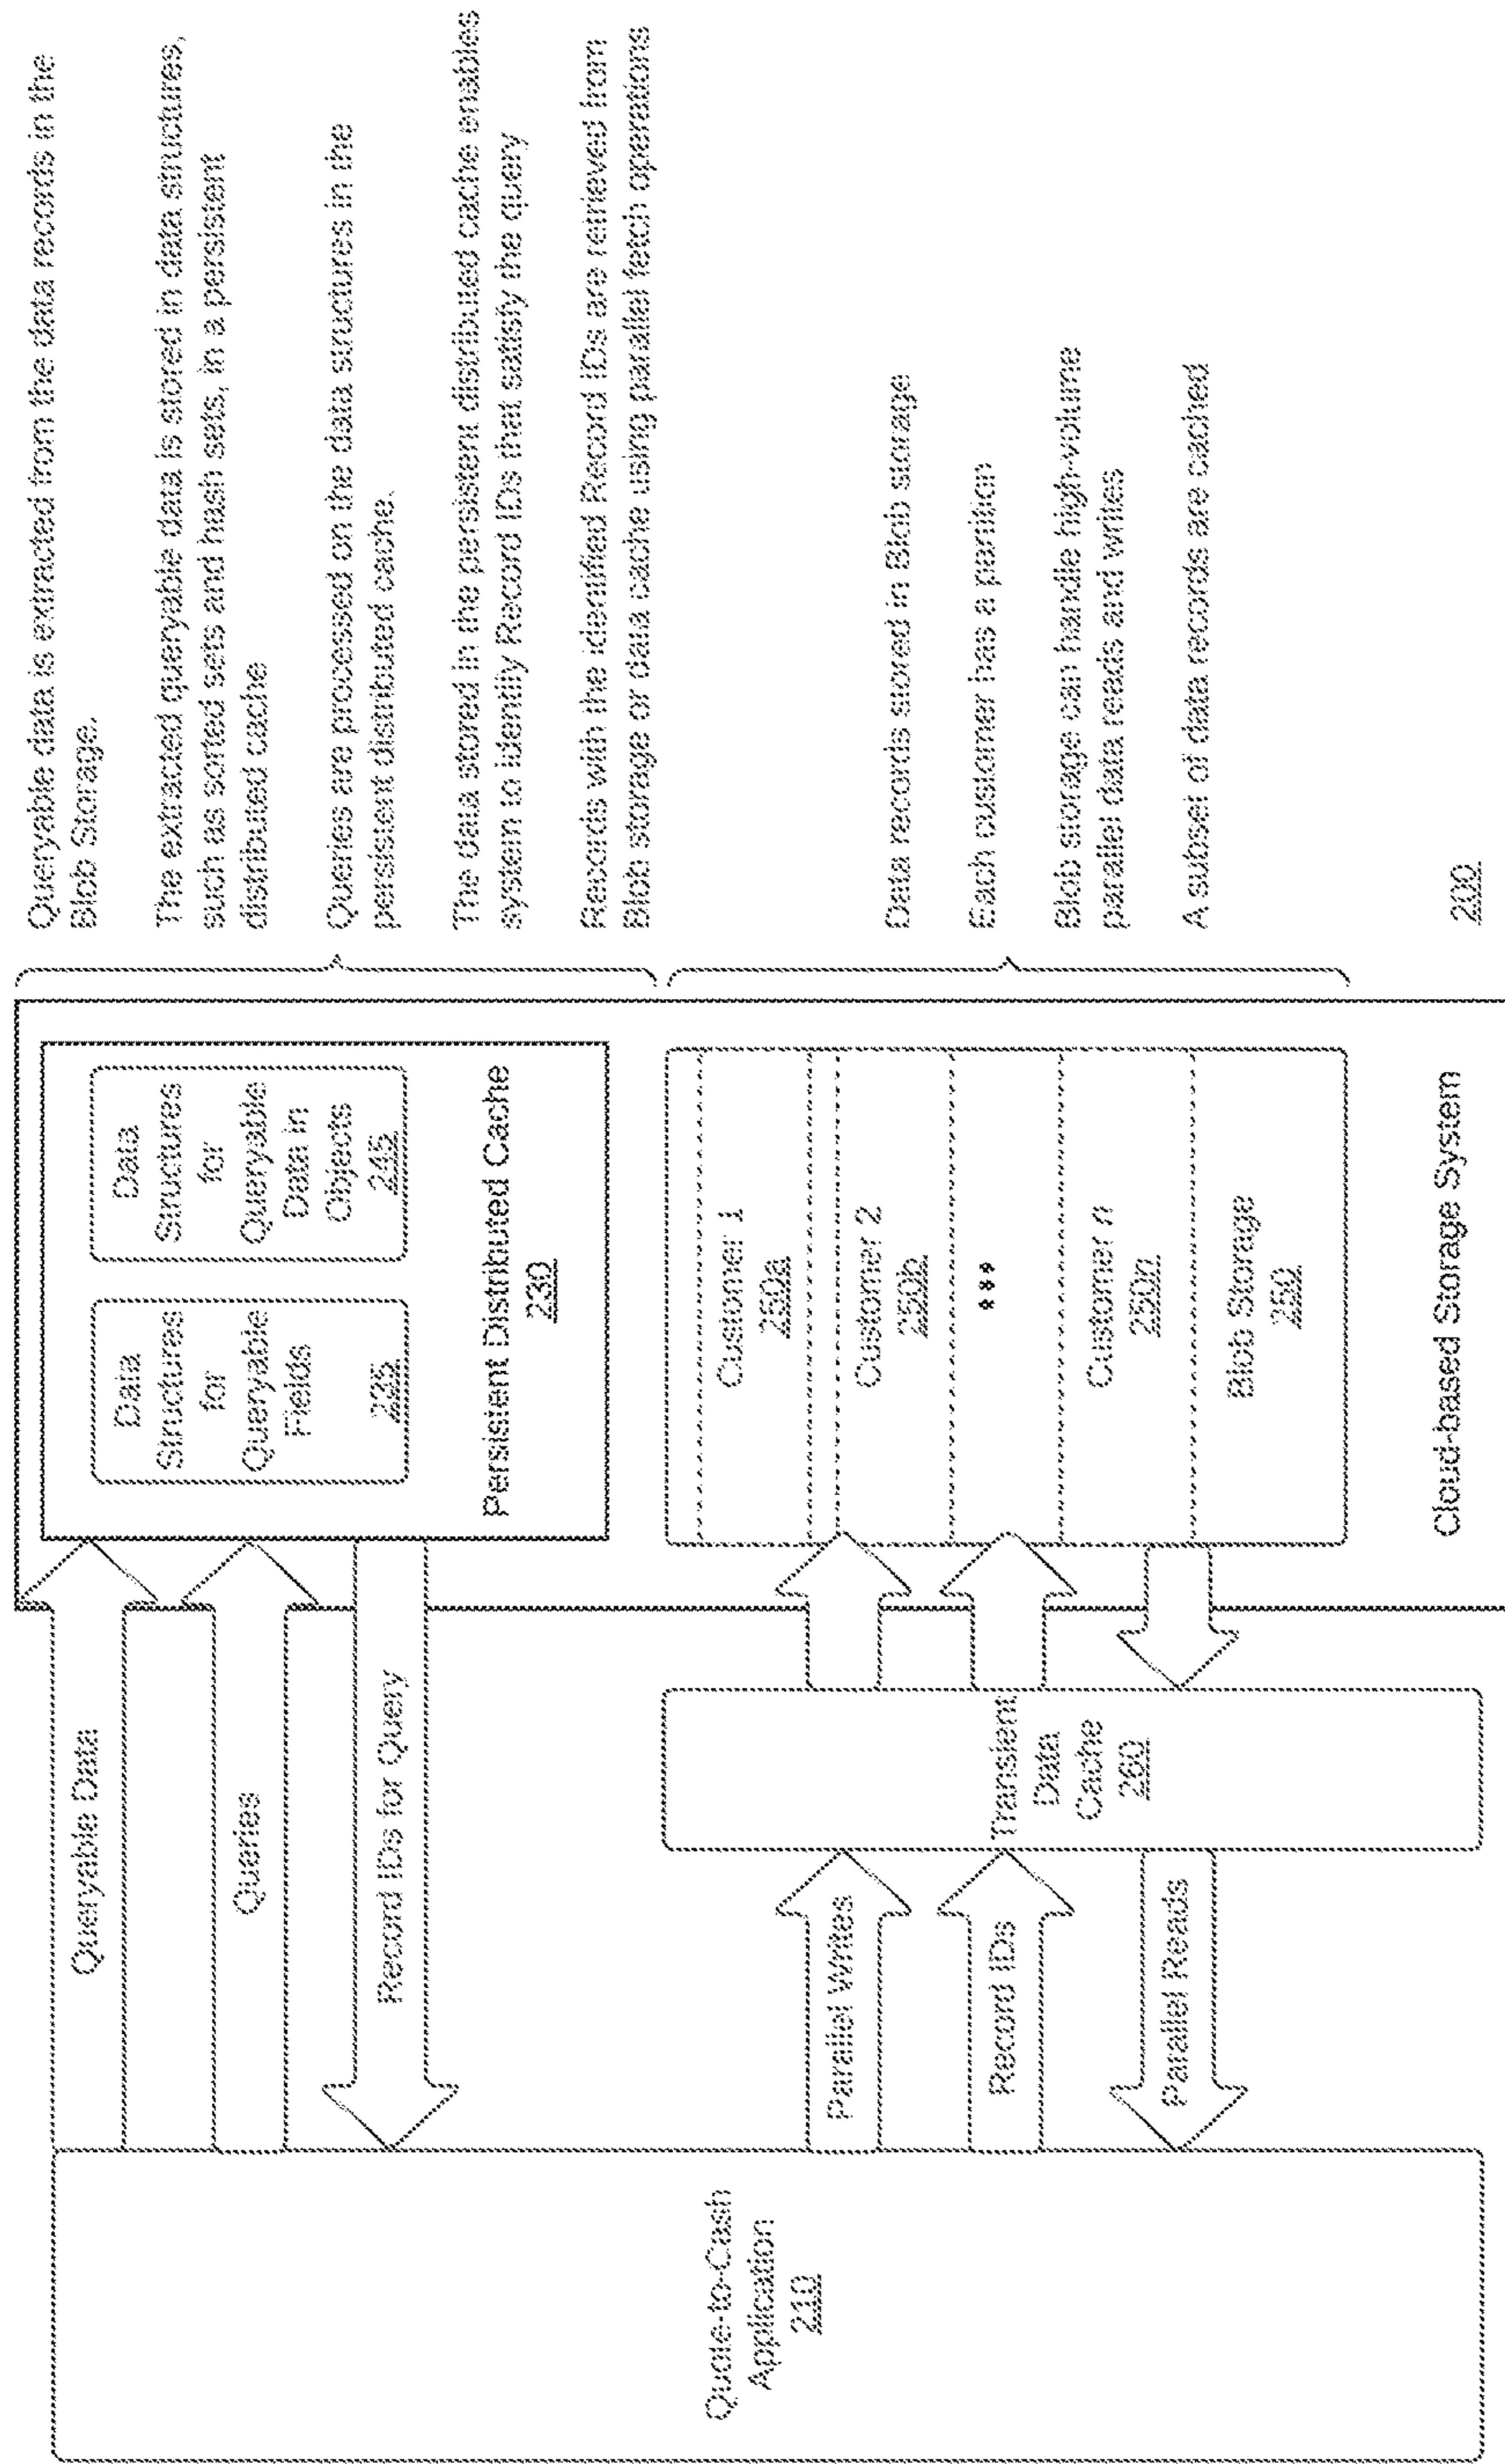 Queryable data is extracted from the data records in the
Blob Storage.
The extracted queryable data is stored in data structures,
such as sorted sets and hash sets, in a persistent
distributed cache
Queries are processed on the data structures in the
persistent distributed cache.
The data stored in the persistent distributed cache enables
system to identify Record IDs that satisfy the query
Records with the identified Record IDs are retrieved from
Blob storage or data cache using parallel fetch operations
Data records stored in Blob storage
Each customer has a partition
Blob storage can handle high-volume
parallel data reads and writes
A subset of data records are cached
200
Data
Structures
for
Queryable
Fields
235
Data
Structures
for
Queryable
Data in
Objects
245
Persistent Distributed Cache
230
Customer 1
250a
Customer 2
250b
•••
Customer n
250n
Blob Storage
250
Cloud-based Storage System
Queryable Data
Queries
Record IDs for Query
Transient
Data
Cache
260
Parallel Writes
Record IDs
Parallel Reads
Quote-to-Cash
Application
210